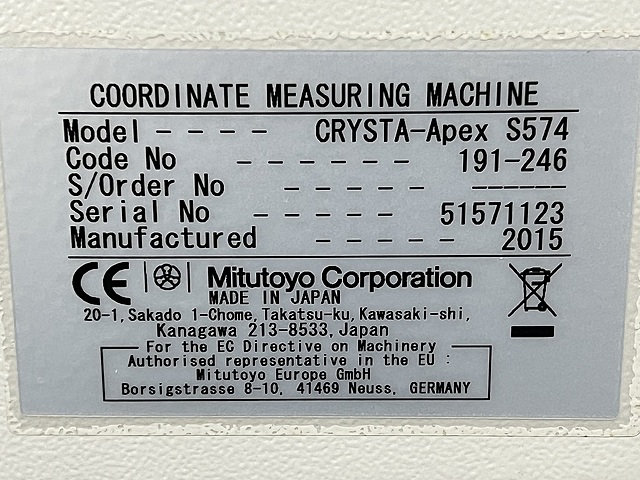 COORDINATE MEASURING MACHINE
Model - - - - CRYSTA-Apex S574
Code No - - - - - - 191-246
S/Order No - - - - - ------
Serial No - - - - - 51571123
Manufactured - - - - - 2015
CE Mitutoyo Corporation
MADE IN JAPAN
20-1, Sakado 1-Chome, Takatsu-ku, Kawasaki-shi,
Kanagawa 213-8533, Japan
For the EC Directive on Machinery
Authorised representative in the EU :
Mitutoyo Europe GmbH
Borsigstrasse 8-10, 41469 Neuss, GERMANY